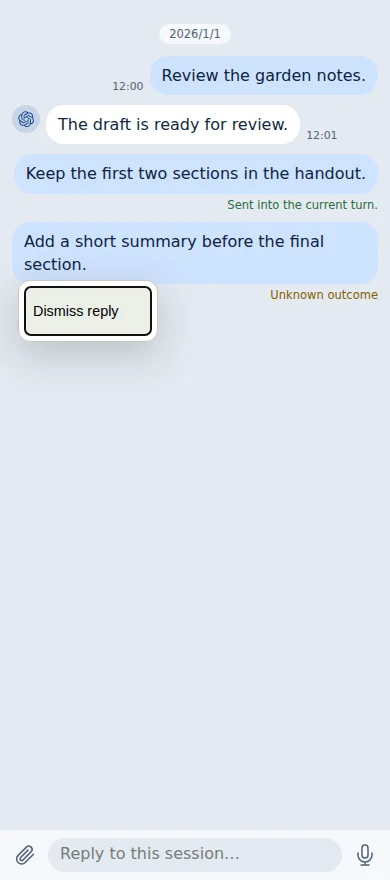 2026/1/1
Review the garden notes.
12:00
The draft is ready for review.
12:01
Keep the first two sections in the handout.
Sent into the current turn.
Add a short summary before the final
section.
Unknown outcome
Dismiss reply
Reply to this session...